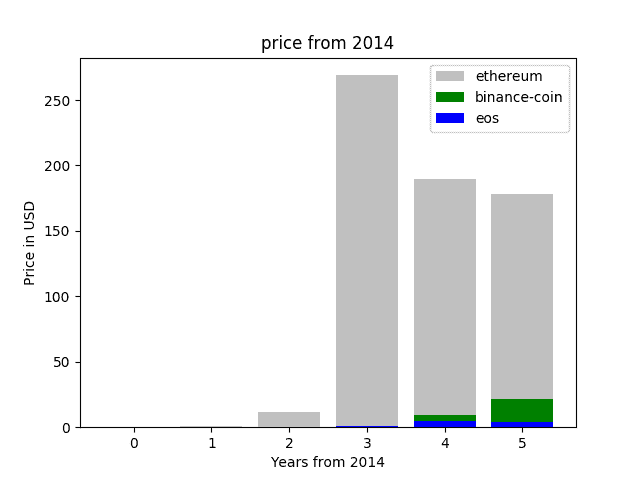 price from 2014
ethereum
binance-coin
eos
Price in USD
250
200
150
100
50
0
0 1 2 3 4 5
Years from 2014